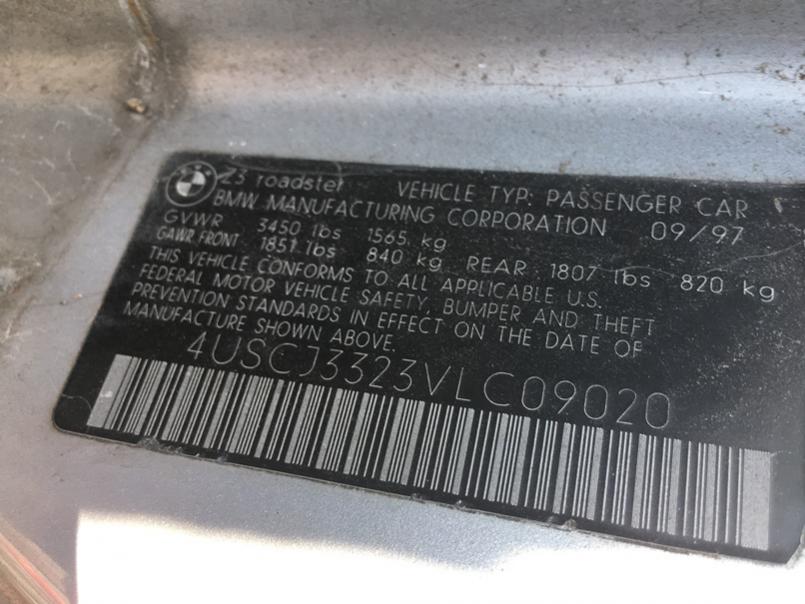 Z3 roadster VEHICLE TYP: PASSENGER CAR
BMW MANUFACTURING CORPORATION 09/97
GVWR 3450 lbs 1565 kg
GAWR FRONT 1851 lbs 840 kg REAR 1807 lbs 820 kg
THIS VEHICLE CONFORMS TO ALL APPLICABLE U.S.
FEDERAL MOTOR VEHICLE SAFETY, BUMPER AND THEFT
PREVENTION STANDARDS IN EFFECT ON THE DATE OF
MANUFACTURE SHOWN ABOVE.
4USCJ3323VLC09020